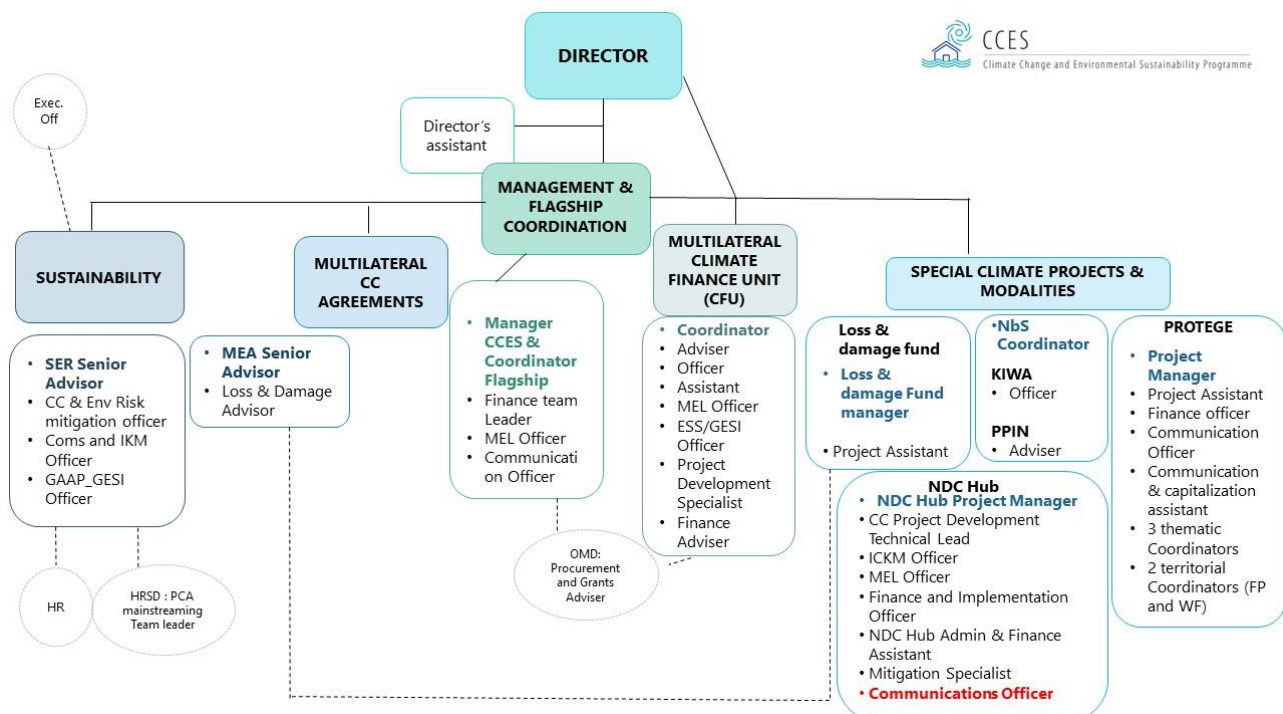 DIRECTOR
CCES
Climate Change and Environmental Sustainability Programme
Exec.
Off
Director's
assistant
MANAGEMENT &
FLAGSHIP
COORDINATION
SUSTAINABILITY
MULTILATERAL
CC
AGREEMENTS
MULTILATERAL
CLIMATE
FINANCE UNIT
(CFU)
SPECIAL CLIMATE PROJECTS &
MODALITIES
• SER Senior
Advisor
• CC & Env Risk
mitigation officer
• Coms and IKM
Officer
• GAAP_GESI
Officer
• MEA Senior
Advisor
• Loss & Damage
Advisor
• Manager
CCES &
Coordinator
Flagship
• Finance team
Leader
• MEL Officer
• Communicati
on Officer
• Coordinator
• Adviser
• Officer
• Assistant
• MEL Officer
• ESS/GESI
Officer
• Project
Development
Specialist
• Finance
Adviser
Loss &
damage fund
• Loss &
damage Fund
manager
• Project Assistant
• NbS
Coordinator
KIWA
• Officer
PPIN
• Adviser
PROTEGE
• Project
Manager
• Project Assistant
• Finance officer
• Communication
Officer
• Communication
& capitalization
assistant
• 3 thematic
Coordinators
• 2 territorial
Coordinators (FP
and WF)
NDC Hub
• NDC Hub Project Manager
• CC Project Development
Technical Lead
• ICKM Officer
• MEL Officer
• Finance and Implementation
Officer
• NDC Hub Admin & Finance
Assistant
• Mitigation Specialist
• Communications Officer
HR
HRSD : PCA
mainstreaming
Team leader
OMD:
Procurement
and Grants
Adviser